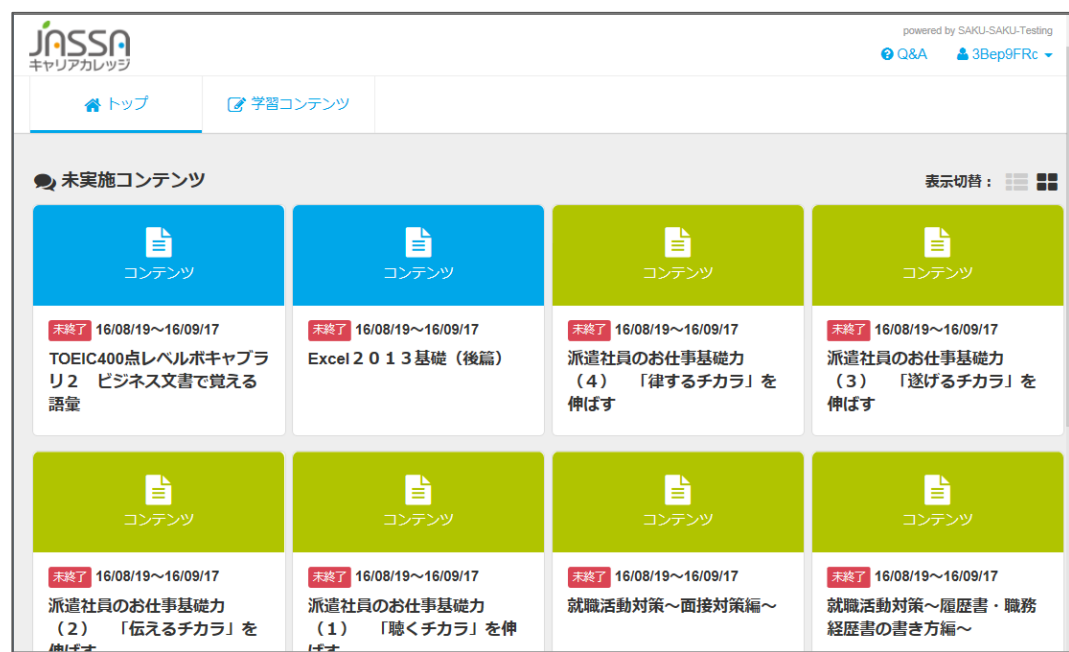 JASSA
キャリアカレッジ
powered by SAKU-SAKU-Testing
Q&A 3Bep9FRc
トップ 学習コンテンツ
未実施コンテンツ
表示切替：
コンテンツ
未終了 16/08/19～16/09/17
TOEIC400点レベルボキャブラ
リ２　ビジネス文書で覚える
語彙
コンテンツ
未終了 16/08/19～16/09/17
Excel２０１３基礎（後篇）
コンテンツ
未終了 16/08/19～16/09/17
派遣社員のお仕事基礎力
（４）　「律するチカラ」を
伸ばす
コンテンツ
未終了 16/08/19～16/09/17
派遣社員のお仕事基礎力
（３）　「遂げるチカラ」を
伸ばす
コンテンツ
未終了 16/08/19～16/09/17
派遣社員のお仕事基礎力
（２）　「伝えるチカラ」を
伸ばす
コンテンツ
未終了 16/08/19～16/09/17
派遣社員のお仕事基礎力
（１）　「聴くチカラ」を伸
ばす
コンテンツ
未終了 16/08/19～16/09/17
就職活動対策～面接対策編～
コンテンツ
未終了 16/08/19～16/09/17
就職活動対策～履歴書・職務
経歴書の書き方編～